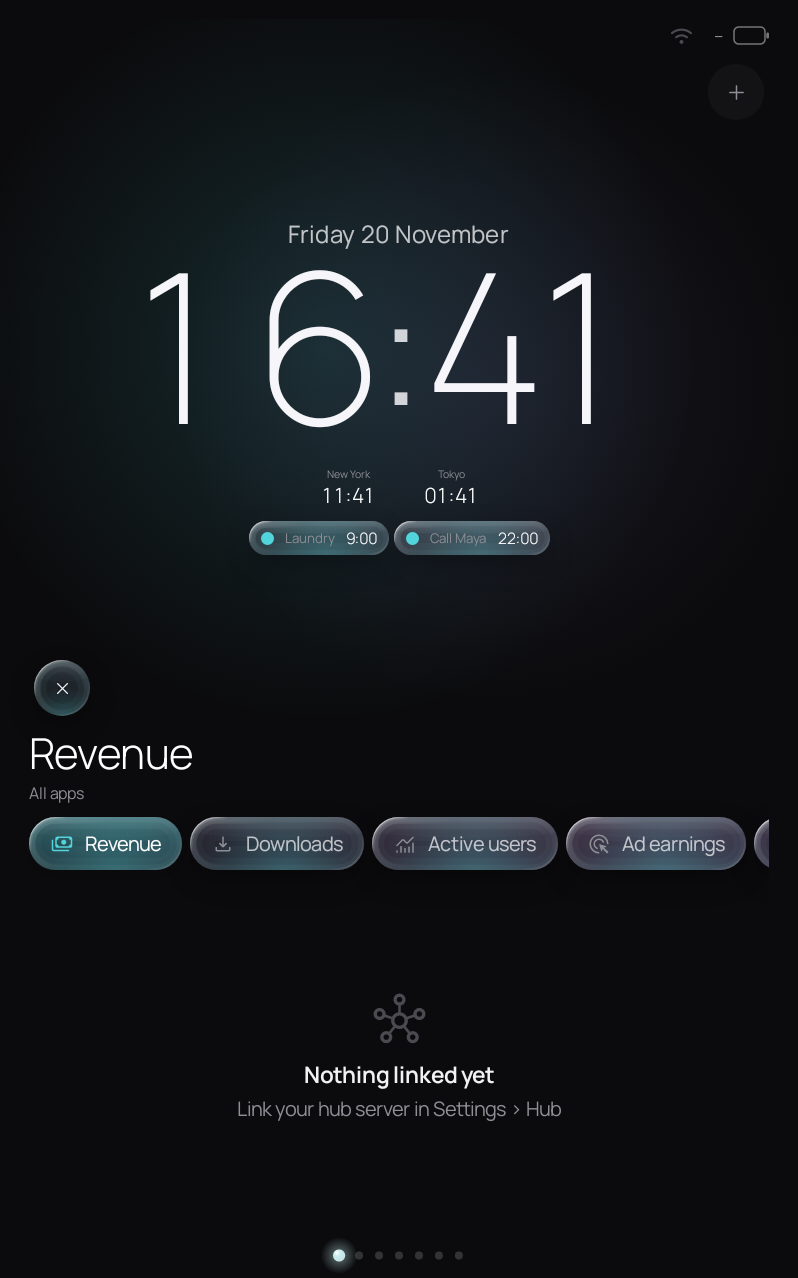 –
+
Friday 20 November
16:41
New York Tokyo
11:41 01:41
Laundry 9:00 Call Maya 22:00
Revenue
All apps
Revenue Downloads Active users Ad earnings
Nothing linked yet
Link your hub server in Settings > Hub